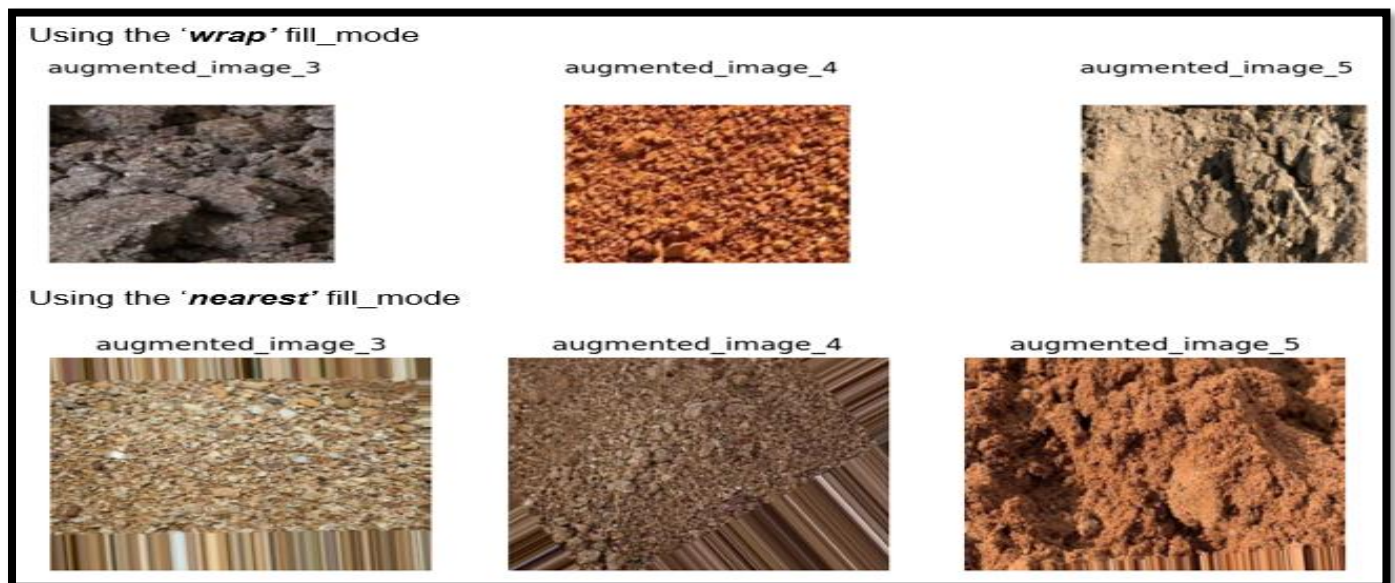 Using the ‘wrap’ fill_mode
augmented_image_3 augmented_image_4 augmented_image_5
Using the ‘nearest’ fill_mode
augmented_image_3 augmented_image_4 augmented_image_5